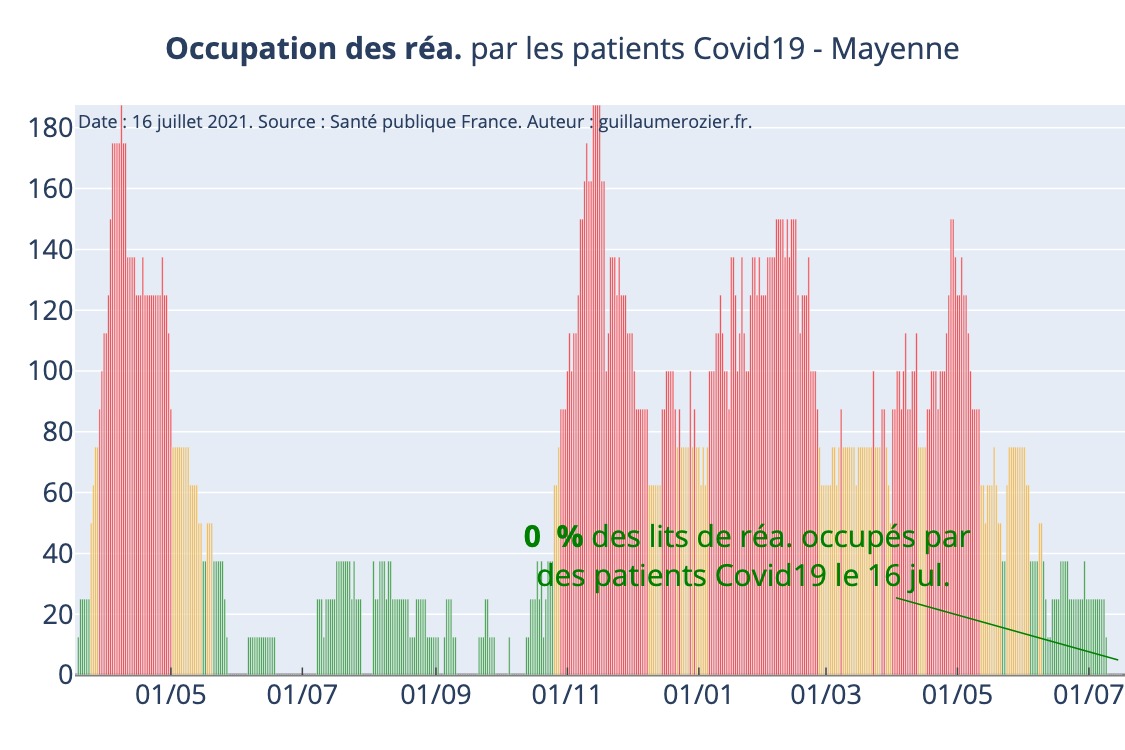 Occupation des réa. par les patients Covid19 - Mayenne
Date : 16 juillet 2021. Source : Santé publique France. Auteur : guillaumerozier.fr.
180
160
140
120
100
80
60
40
20
0
0 % des lits de réa. occupés par
des patients Covid19 le 16 jul.
01/05 01/07 01/09 01/11 01/01 01/03 01/05 01/07